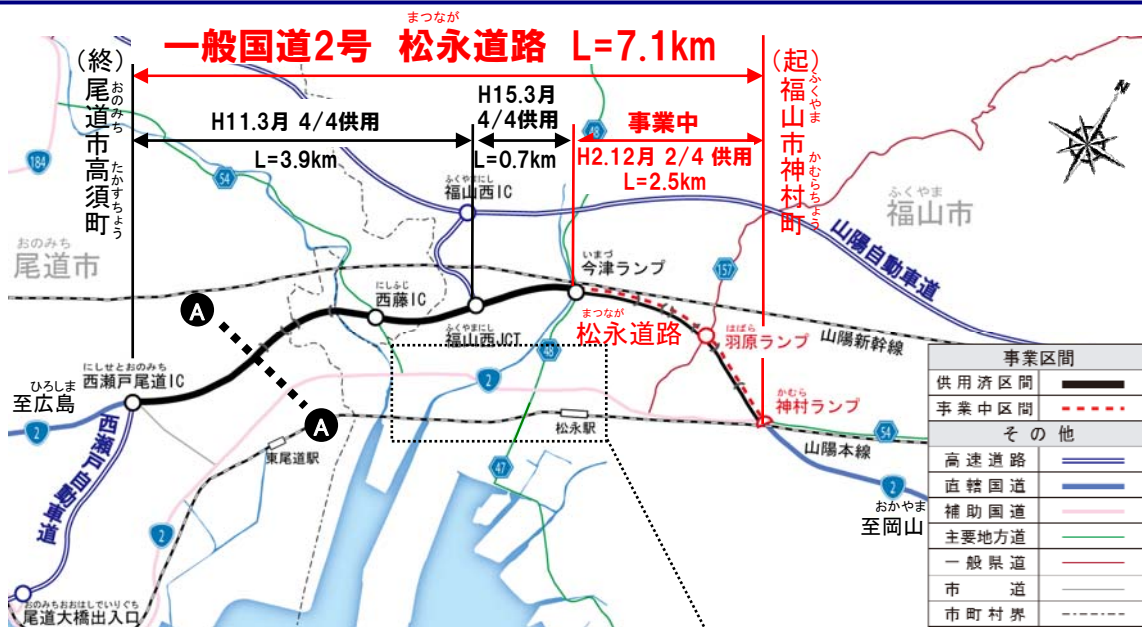 まつなが
一般国道2号 松永道路 L=7.1km
(終)
尾道市高須町
おのみち
たかすちょう
(起)
福山市神村町
ふくやま
かむらちょう
H11.3月 4/4供用
L=3.9km
H15.3月
4/4供用
L=0.7km
事業中
H2.12月 2/4 供用
L=2.5km
N
184
54
48
ふくやまにし
福山西IC
ふくやま
福山市
山陽自動車道
おのみち
尾道市
いまづ
今津ランプ
157
にしふじ
西藤IC
ふくやまにし
福山西JCT
まつなが
松永道路
はばら
羽原ランプ
山陽新幹線
A
A
48
2
にしせとおのみち
西瀬戸尾道IC
ひろしま
至広島
2
西瀬戸自動車道
かむら
神村ランプ
松永駅
東尾道駅
山陽本線
54
47
2
2
おかやま
至岡山
おのみちおおはしでいりぐち
尾道大橋出入口
事業区間
供用済区間
事業中区間
その他
高速道路
直轄国道
補助国道
主要地方道
一般県道
市道
市町村界